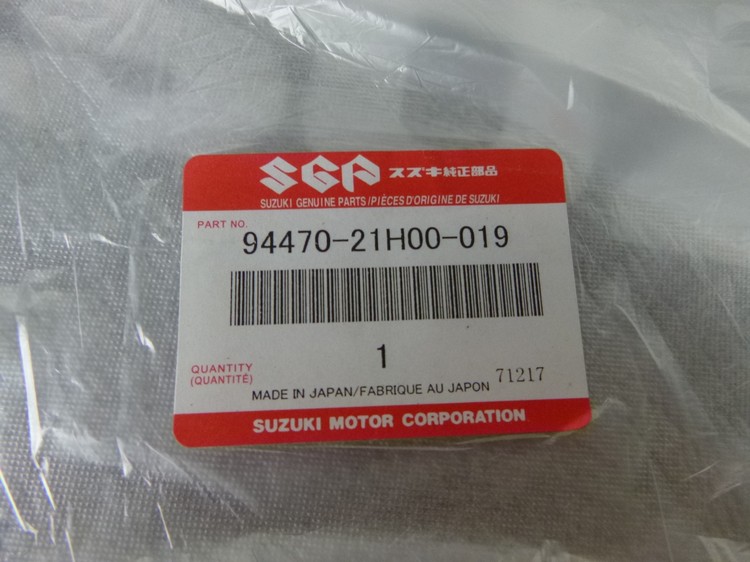 SGP スズキ純正部品
SUZUKI GENUINE PARTS/PIÈCES D'ORIGINE DE SUZUKI
PART NO.
94470-21H00-019
1
QUANTITY
(QUANTITÉ)
MADE IN JAPAN/FABRIQUE AU JAPON 71217
SUZUKI MOTOR CORPORATION